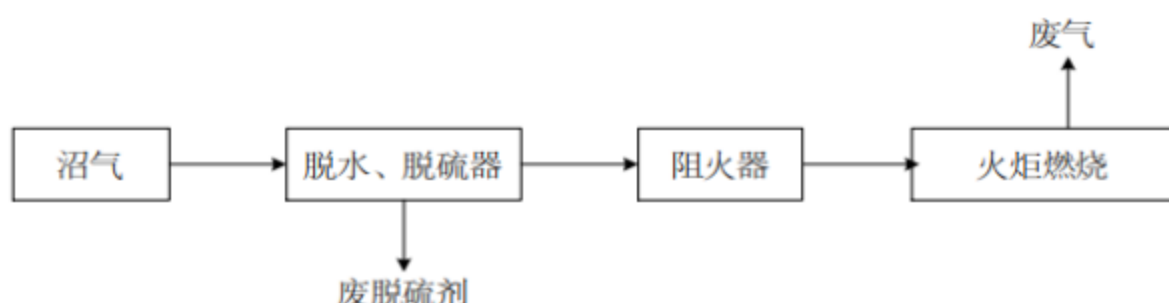 废气
沼气
脱水、脱硫器
阻火器
火炬燃烧
废脱硫剂